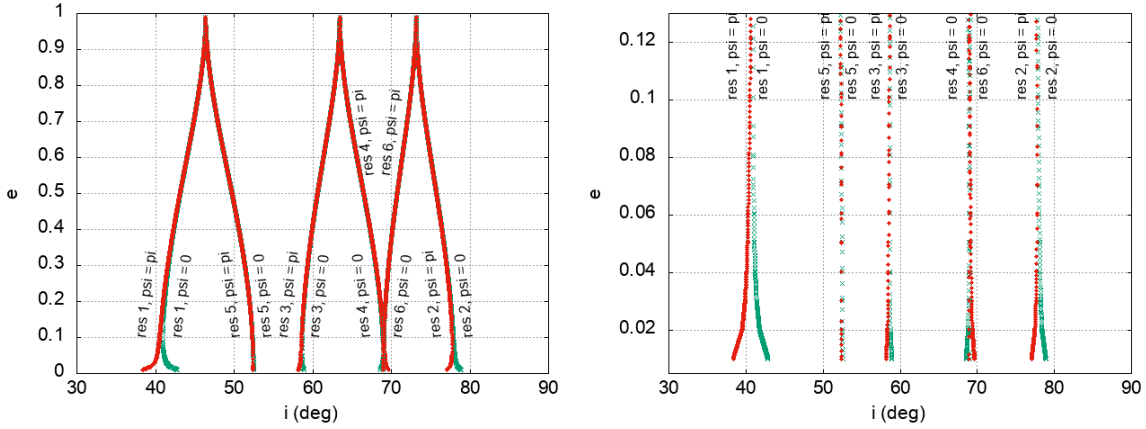 1
0.9
0.8
0.7
0.6
0.5
0.4
0.3
0.2
0.1
0
e
30
40
50
60
70
80
90
i (deg)
res 1, psi = pi
res 1, psi = 0
res 5, psi = pi
res 5, psi = 0
res 3, psi = pi
res 3, psi = 0
res 4, psi = 0
res 4, psi = pi
res 6, psi = pi
res 6, psi = 0
res 2, psi = pi
res 2, psi = 0
0.12
0.1
0.08
0.06
0.04
0.02
e
30
40
50
60
70
80
90
i (deg)
res 1, psi = pi
res 1, psi = 0
res 5, psi = pi
res 5, psi = 0
res 3, psi = pi
res 3, psi = 0
res 4, psi = 0
res 6, psi = 0
res 2, psi = pi
res 2, psi = 0